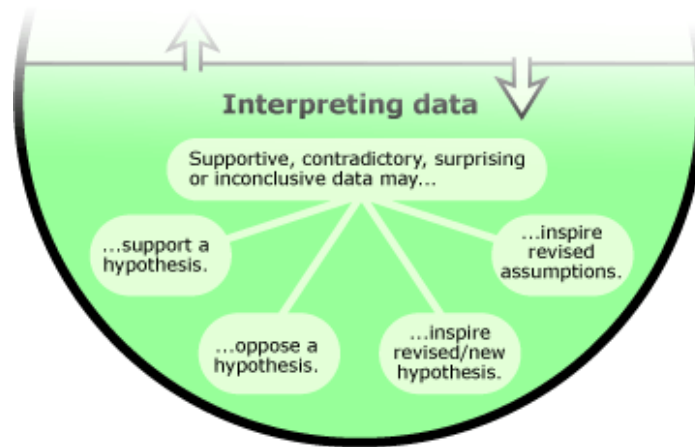 Interpreting data
Supportive, contradictory, surprising
or inconclusive data may...
...support a
hypothesis.
...oppose a
hypothesis.
...inspire
revised/new
hypothesis.
...inspire
revised
assumptions.